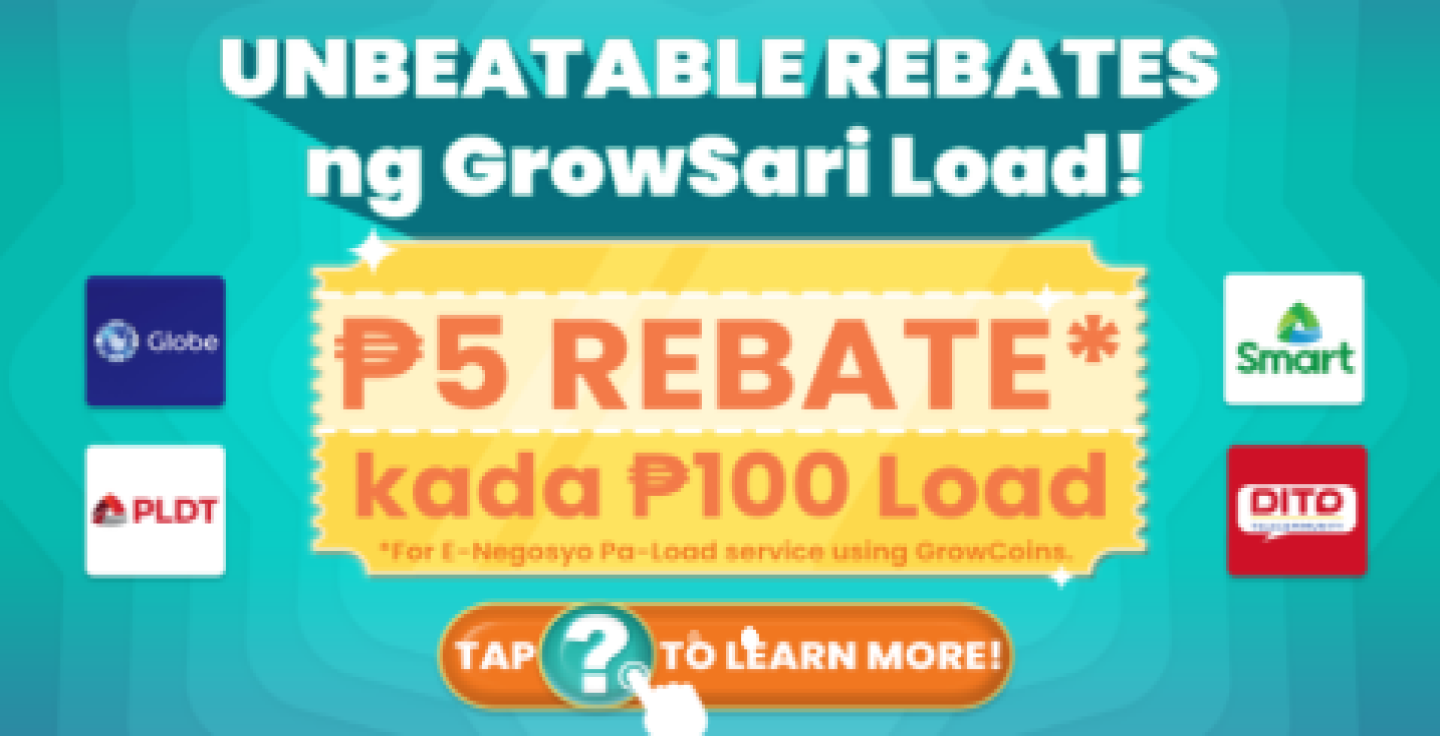 UNBEATABLE REBATES
ng GrowSari Load!
₱5 REBATE*
kada ₱100 Load
*For E-Negosyo Pa-Load service using GrowCoins.
Globe
PLDT
Smart
DITO
TAP ? TO LEARN MORE!